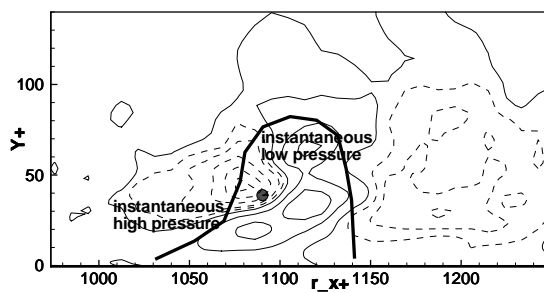 Y+
100
50
0
instantaneous
low pressure
instantaneous
high pressure
1000
1050
1100
1150
1200
r_x+